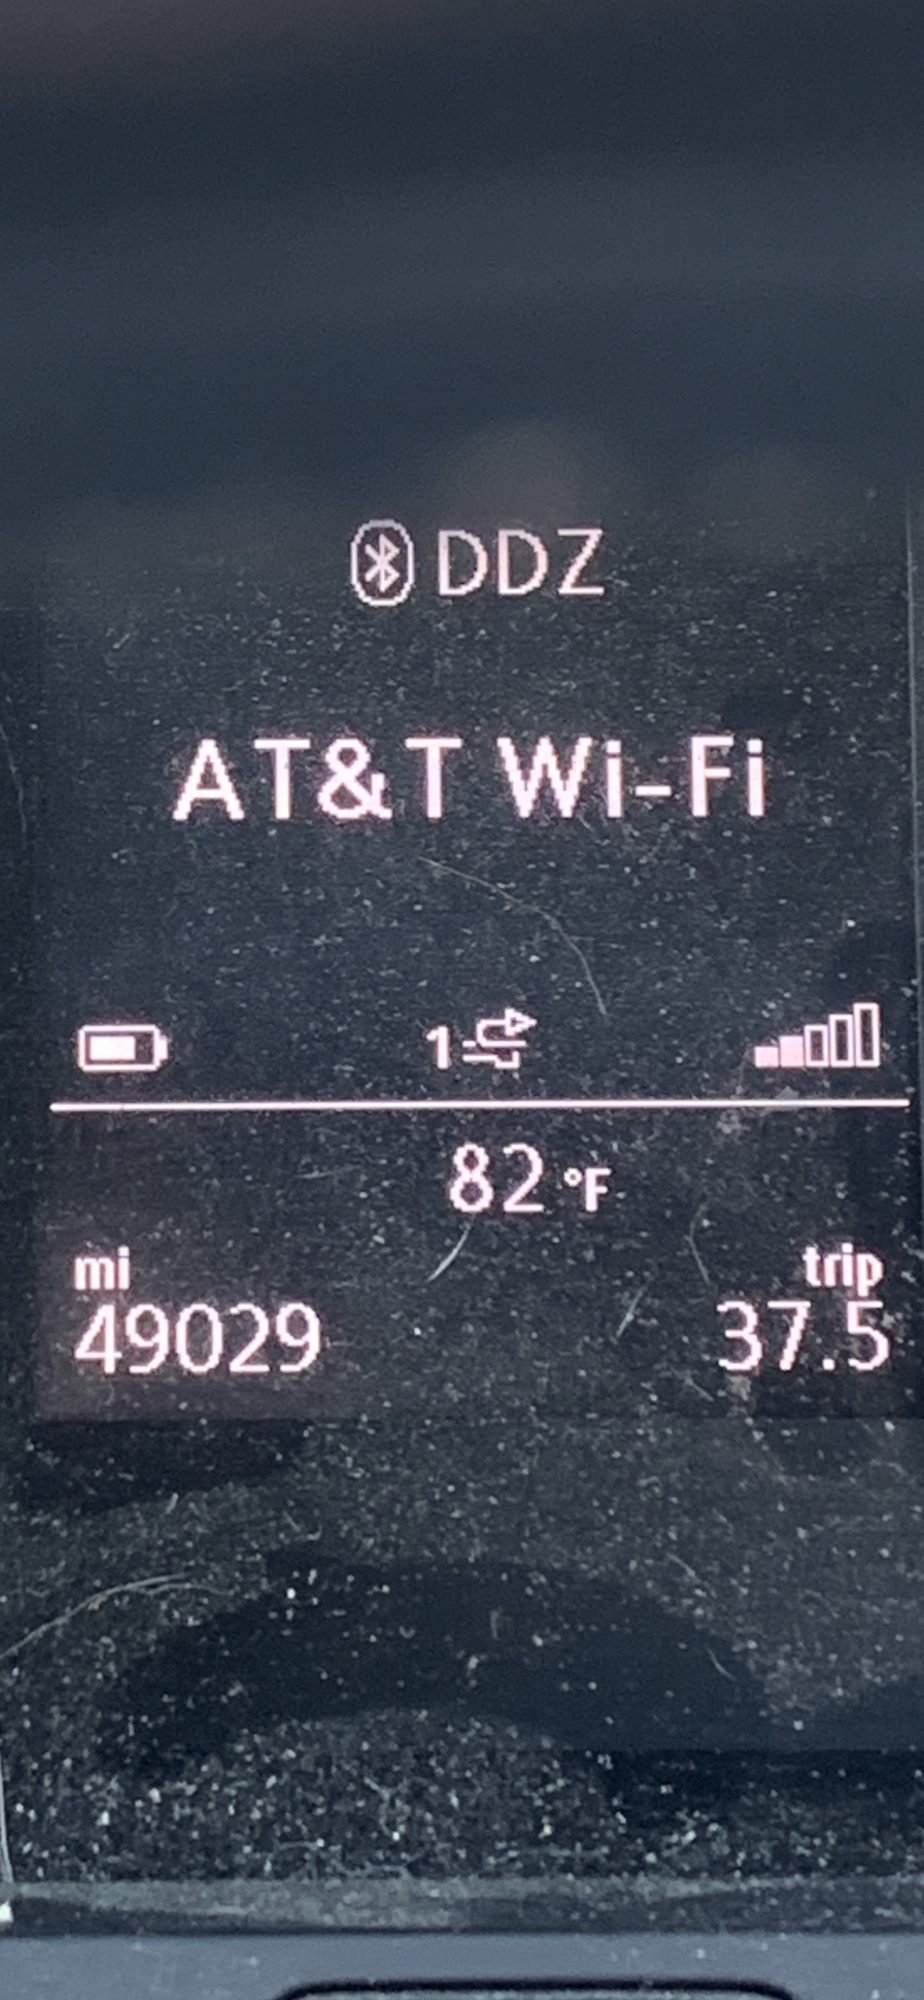 DDZ
AT&T Wi-Fi
1
82 °F
mi trip
49029 37.5